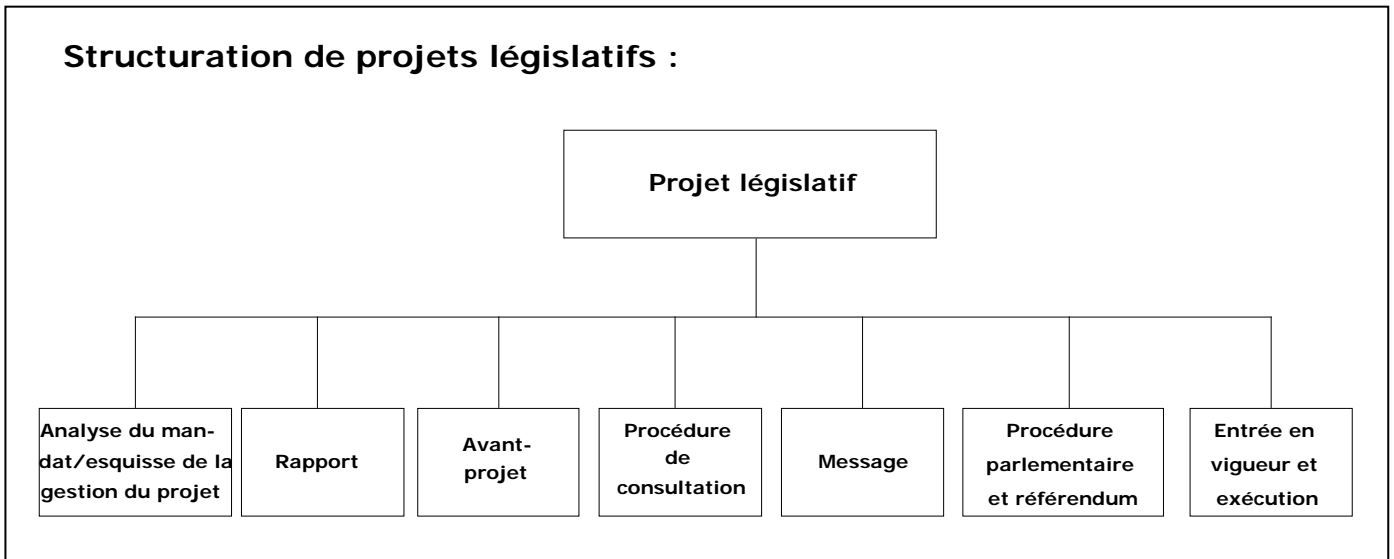 Structuration de projets législatifs :
Projet législatif
Analyse du man-
dat/esquisse de la
gestion du projet
Rapport
Avant-
projet
Procédure
de
consultation
Message
Procédure
parlementaire
et référendum
Entrée en
vigueur et
exécution